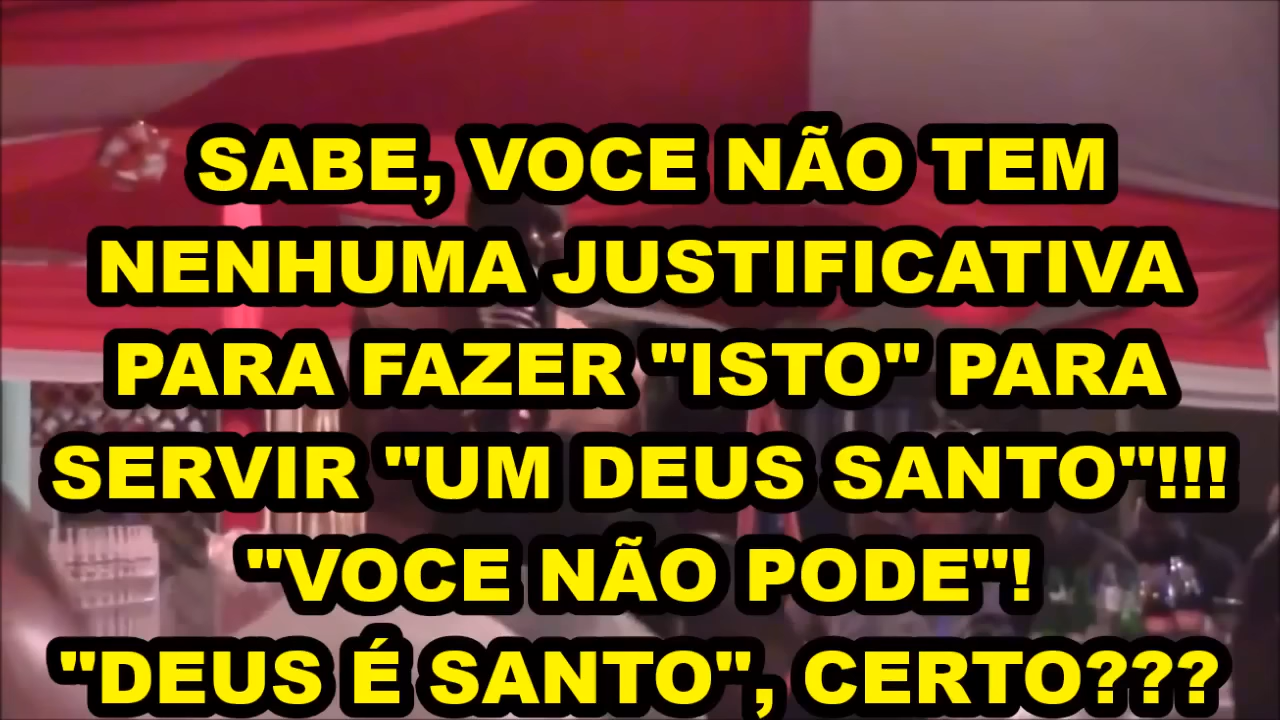 SABE, VOCE NÃO TEM
NENHUMA JUSTIFICATIVA
PARA FAZER "ISTO" PARA
SERVIR "UM DEUS SANTO"!!!
"VOCE NÃO PODE"!
"DEUS É SANTO", CERTO???